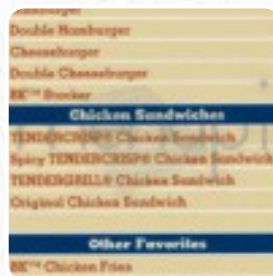 Hamburger
Double Hamburger
Cheeseburger
Double Cheeseburger
BK™ Stacker
Chicken Sandwiches
TENDERCRISP® Chicken Sandwich
Spicy TENDERCRISP® Chicken Sandwich
TENDERGRILL® Chicken Sandwich
Original Chicken Sandwich
Other Favorites
BK™ Chicken Fries